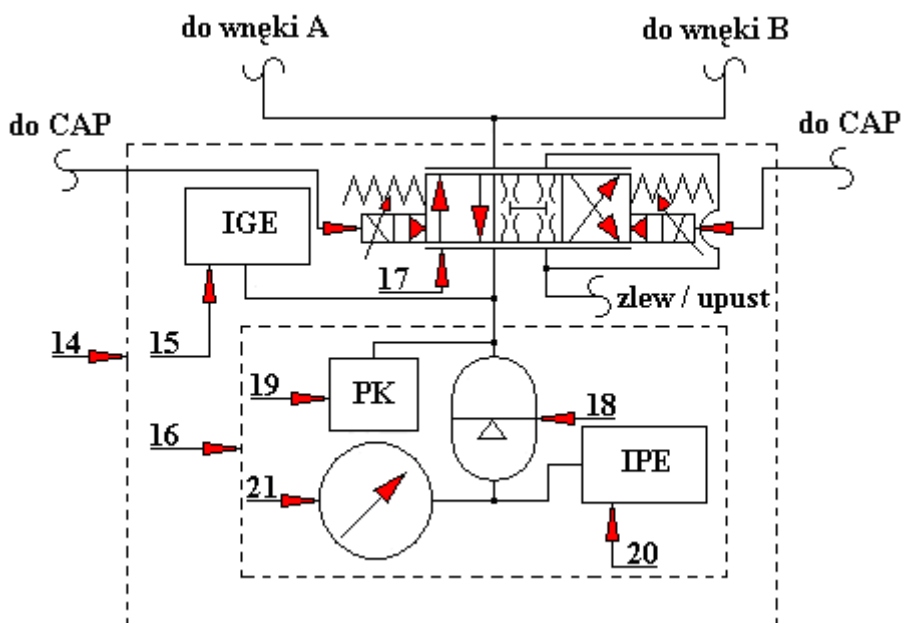 do wnęki A
do wnęki B
do CAP
do CAP
IGE
17
zlew / upust
14
15
19
PK
18
16
IPE
21
20